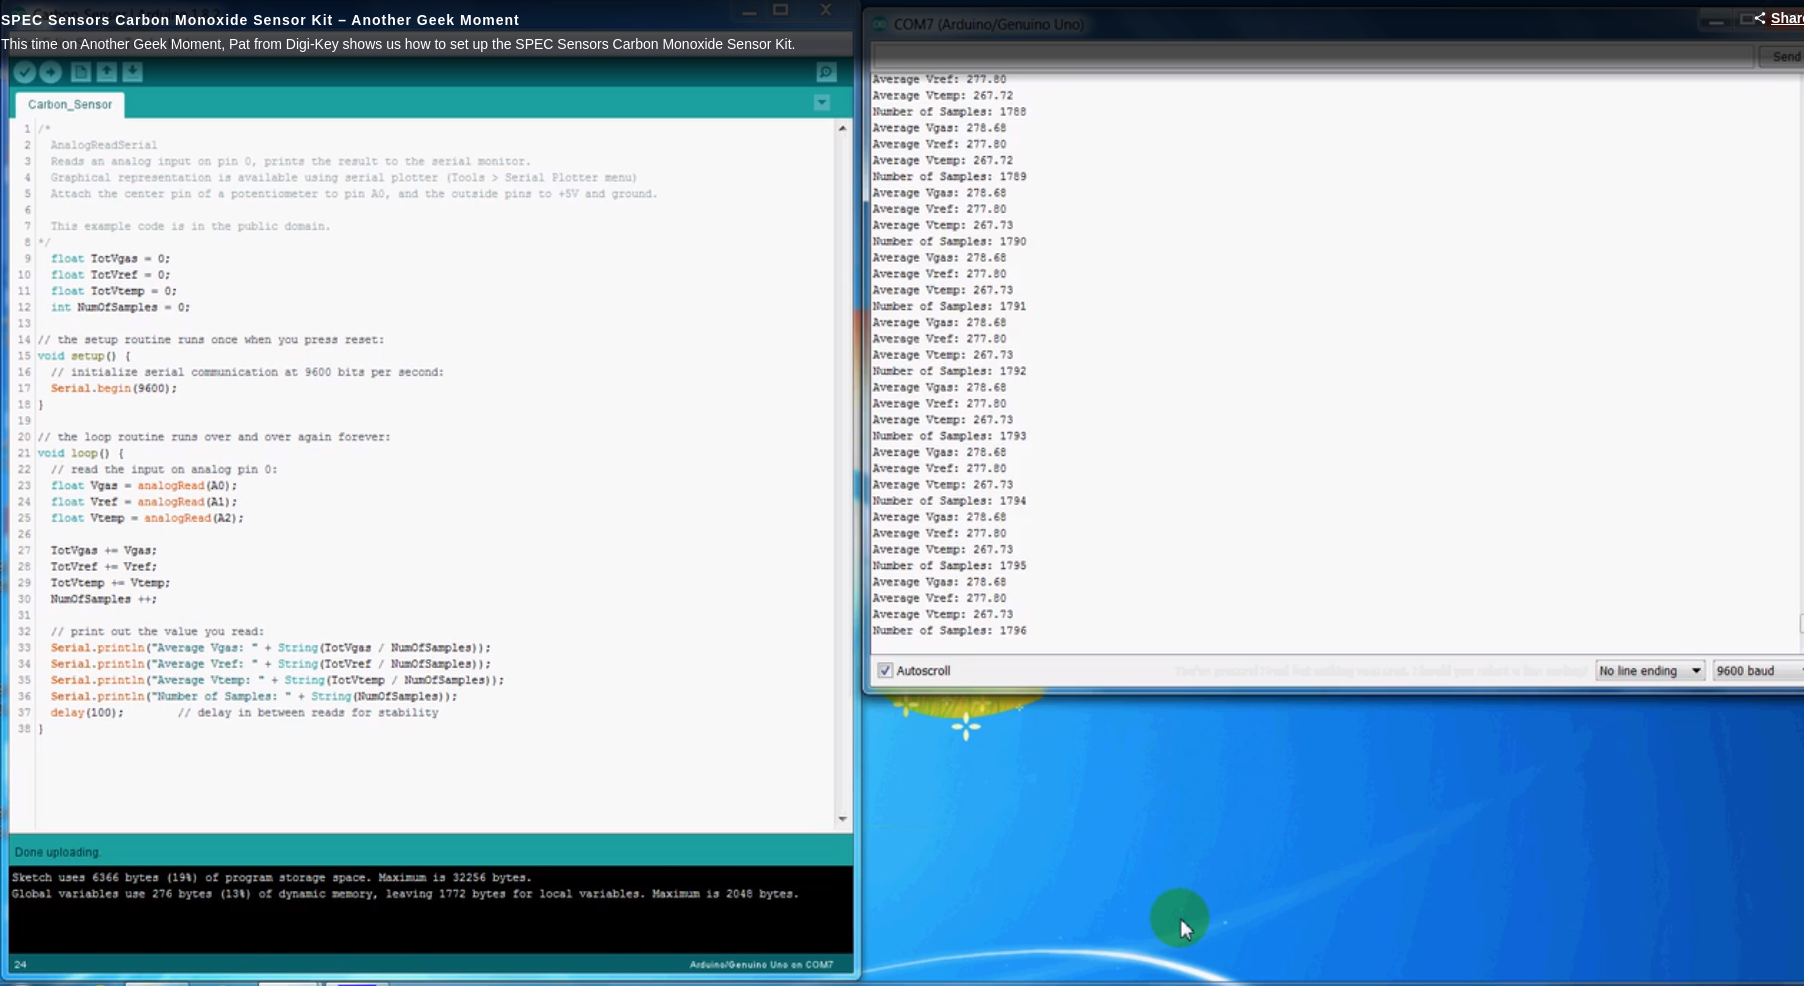 SPEC Sensors Carbon Monoxide Sensor Kit – Another Geek Moment
This time on Another Geek Moment, Pat from Digi-Key shows us how to set up the SPEC Sensors Carbon Monoxide Sensor Kit.
Carbon_Sensor
1 /*
2 AnalogReadSerial
3 Reads an analog input on pin 0, prints the result to the serial monitor.
4 Graphical representation is available using serial plotter (Tools > Serial Plotter menu)
5 Attach the center pin of a potentiometer to pin A0, and the outside pins to +5V and ground.
6
7 This example code is in the public domain.
8 */
9 float TotVgas = 0;
10 float TotVref = 0;
11 float TotVtemp = 0;
12 int NumOfSamples = 0;
13
14 // the setup routine runs once when you press reset:
15 void setup() {
16 // initialize serial communication at 9600 bits per second:
17 Serial.begin(9600);
18 }
19
20 // the loop routine runs over and over again forever:
21 void loop() {
22 // read the input on analog pin 0:
23 float Vgas = analogRead(A0);
24 float Vref = analogRead(A1);
25 float Vtemp = analogRead(A2);
26
27 TotVgas += Vgas;
28 TotVref += Vref;
29 TotVtemp += Vtemp;
30 NumOfSamples ++;
31
32 // print out the value you read:
33 Serial.println("Average Vgas: " + String(TotVgas / NumOfSamples));
34 Serial.println("Average Vref: " + String(TotVref / NumOfSamples));
35 Serial.println("Average Vtemp: " + String(TotVtemp / NumOfSamples));
36 Serial.println("Number of Samples: " + String(NumOfSamples));
37 delay(100); // delay in between reads for stability
38 }
Done uploading.
Sketch uses 6366 bytes (19%) of program storage space. Maximum is 32256 bytes.
Global variables use 276 bytes (13%) of dynamic memory, leaving 1772 bytes for local variables. Maximum is 2048 bytes.
24
Arduino/Genuino Uno on COM7
Share
COM7 (Arduino/Genuino Uno)
Send
Average Vref: 277.80
Average Vtemp: 267.72
Number of Samples: 1788
Average Vgas: 278.68
Average Vref: 277.80
Average Vtemp: 267.72
Number of Samples: 1789
Average Vgas: 278.68
Average Vref: 277.80
Average Vtemp: 267.73
Number of Samples: 1790
Average Vgas: 278.68
Average Vref: 277.80
Average Vtemp: 267.73
Number of Samples: 1791
Average Vgas: 278.68
Average Vref: 277.80
Average Vtemp: 267.73
Number of Samples: 1792
Average Vgas: 278.68
Average Vref: 277.80
Average Vtemp: 267.73
Number of Samples: 1793
Average Vgas: 278.68
Average Vref: 277.80
Average Vtemp: 267.73
Number of Samples: 1794
Average Vgas: 278.68
Average Vref: 277.80
Average Vtemp: 267.73
Number of Samples: 1795
Average Vgas: 278.68
Average Vref: 277.80
Average Vtemp: 267.73
Number of Samples: 1796
Autoscroll
No line ending
9600 baud